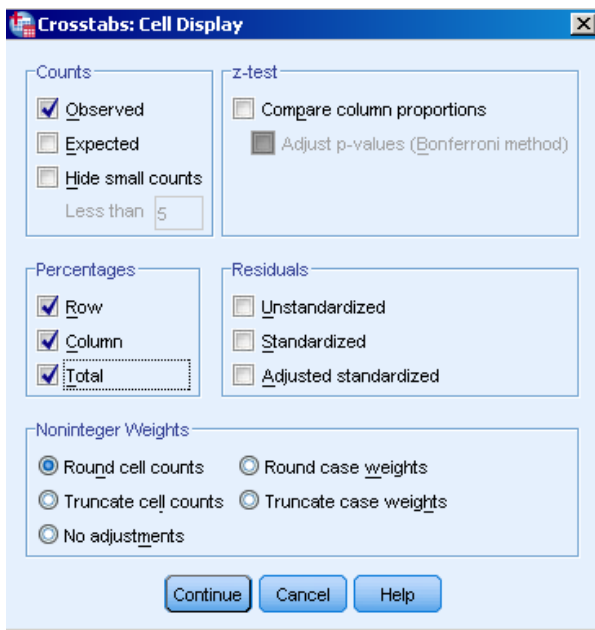 Crosstabs: Cell Display
Counts
Observed
Expected
Hide small counts
Less than 5
z-test
Compare column proportions
Adjust p-values (Bonferroni method)
Percentages
Row
Column
Total
Residuals
Unstandardized
Standardized
Adjusted standardized
Noninteger Weights
Round cell counts
Round case weights
Truncate cell counts
Truncate case weights
No adjustments
Continue
Cancel
Help